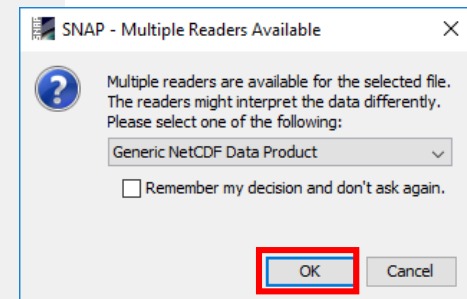 SNAP - Multiple Readers Available
Multiple readers are available for the selected file.
The readers might interpret the data differently.
Please select one of the following:
Generic NetCDF Data Product
Remember my decision and don't ask again.
OK Cancel